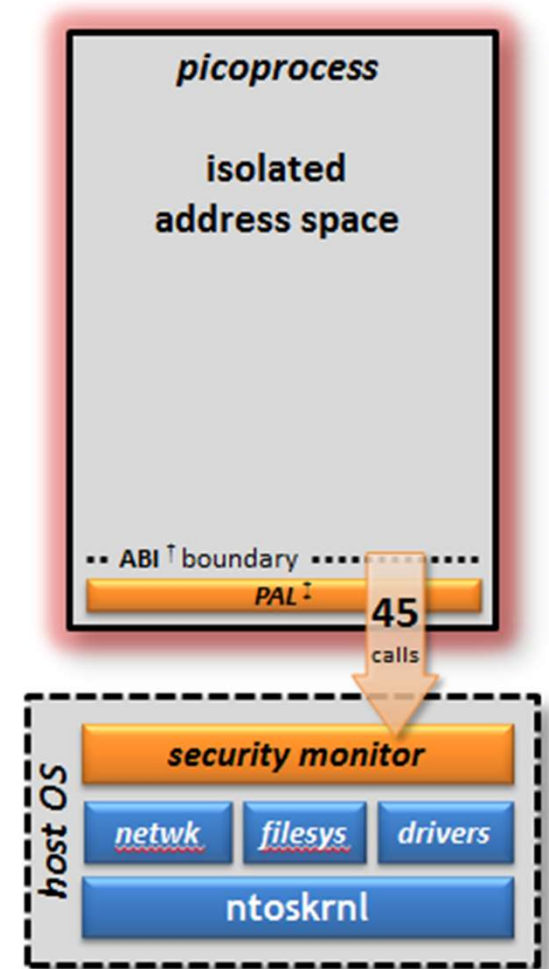 picoprocess
isolated
address space
ABI † boundary
PAL ‡
45
calls
host OS
security monitor
netwk filesys drivers
ntoskrnl